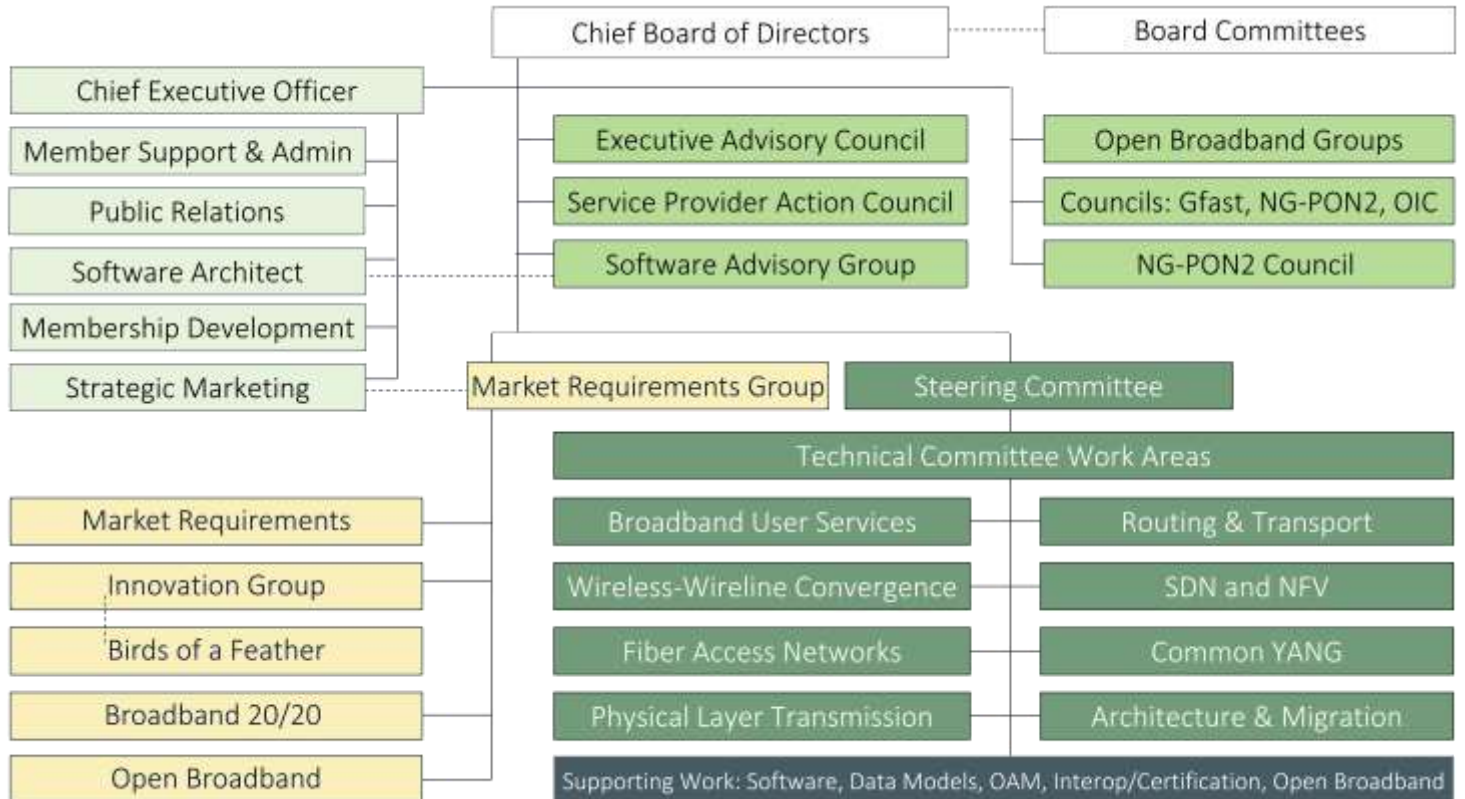 Chief Board of Directors
Board Committees
Chief Executive Officer
Member Support & Admin
Public Relations
Software Architect
Membership Development
Strategic Marketing
Executive Advisory Council
Service Provider Action Council
Software Advisory Group
Open Broadband Groups
Councils: Gfast, NG-PON2, OIC
NG-PON2 Council
Market Requirements Group
Steering Committee
Technical Committee Work Areas
Market Requirements
Innovation Group
Birds of a Feather
Broadband 20/20
Open Broadband
Broadband User Services
Wireless-Wireline Convergence
Fiber Access Networks
Physical Layer Transmission
Routing & Transport
SDN and NFV
Common YANG
Architecture & Migration
Supporting Work: Software, Data Models, OAM, Interop/Certification, Open Broadband